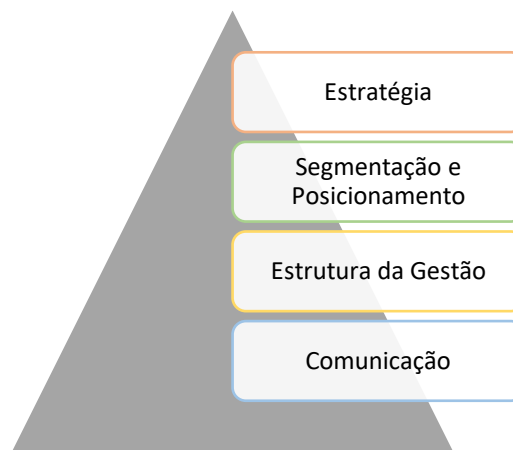 Estratégia
Segmentação e
Posicionamento
Estrutura da Gestão
Comunicação